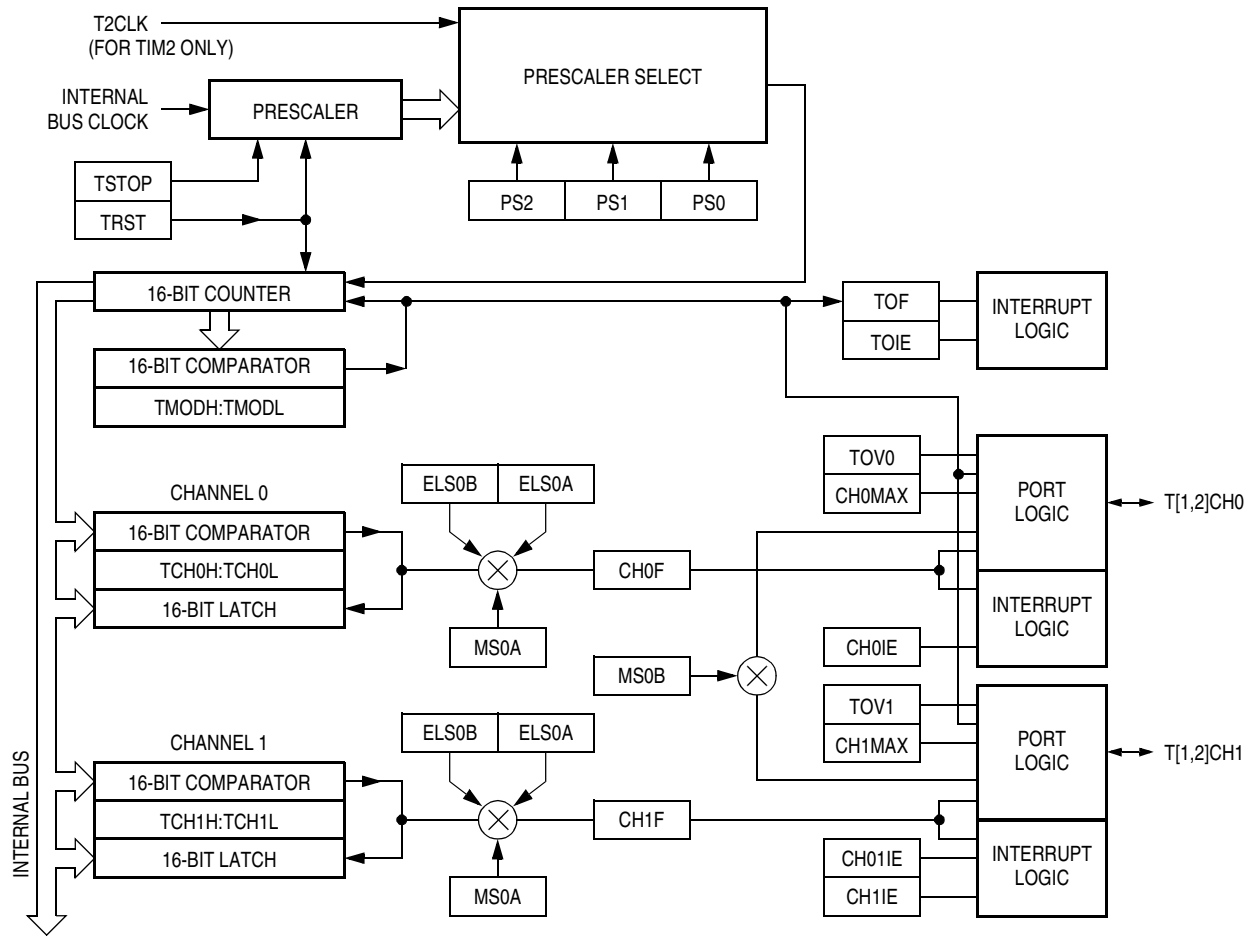 T2CLK
(FOR TIM2 ONLY)
PRESCALER SELECT
INTERNAL
BUS CLOCK
PRESCALER
TSTOP
TRST
PS2
PS1
PS0
16-BIT COUNTER
TOF
TOIE
INTERRUPT
LOGIC
16-BIT COMPARATOR
TMODH:TMODL
TOV0
CH0MAX
PORT
LOGIC
T[1,2]CH0
ELS0B
ELS0A
CHANNEL 0
16-BIT COMPARATOR
TCH0H:TCH0L
16-BIT LATCH
CH0F
MS0A
INTERRUPT
LOGIC
CH0IE
MS0B
TOV1
CH1MAX
PORT
LOGIC
T[1,2]CH1
ELS0B
ELS0A
CHANNEL 1
16-BIT COMPARATOR
TCH1H:TCH1L
16-BIT LATCH
CH1F
MS0A
CH01IE
CH1IE
INTERRUPT
LOGIC
INTERNAL BUS